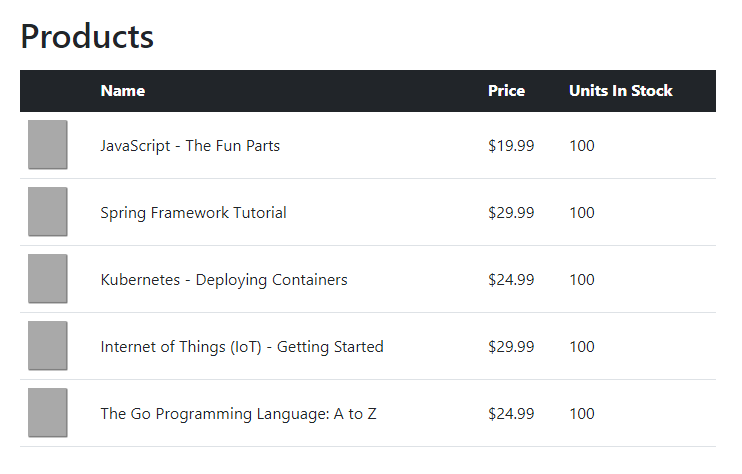 Products
Name Price Units In Stock
JavaScript - The Fun Parts $19.99 100
Spring Framework Tutorial $29.99 100
Kubernetes - Deploying Containers $24.99 100
Internet of Things (IoT) - Getting Started $29.99 100
The Go Programming Language: A to Z $24.99 100